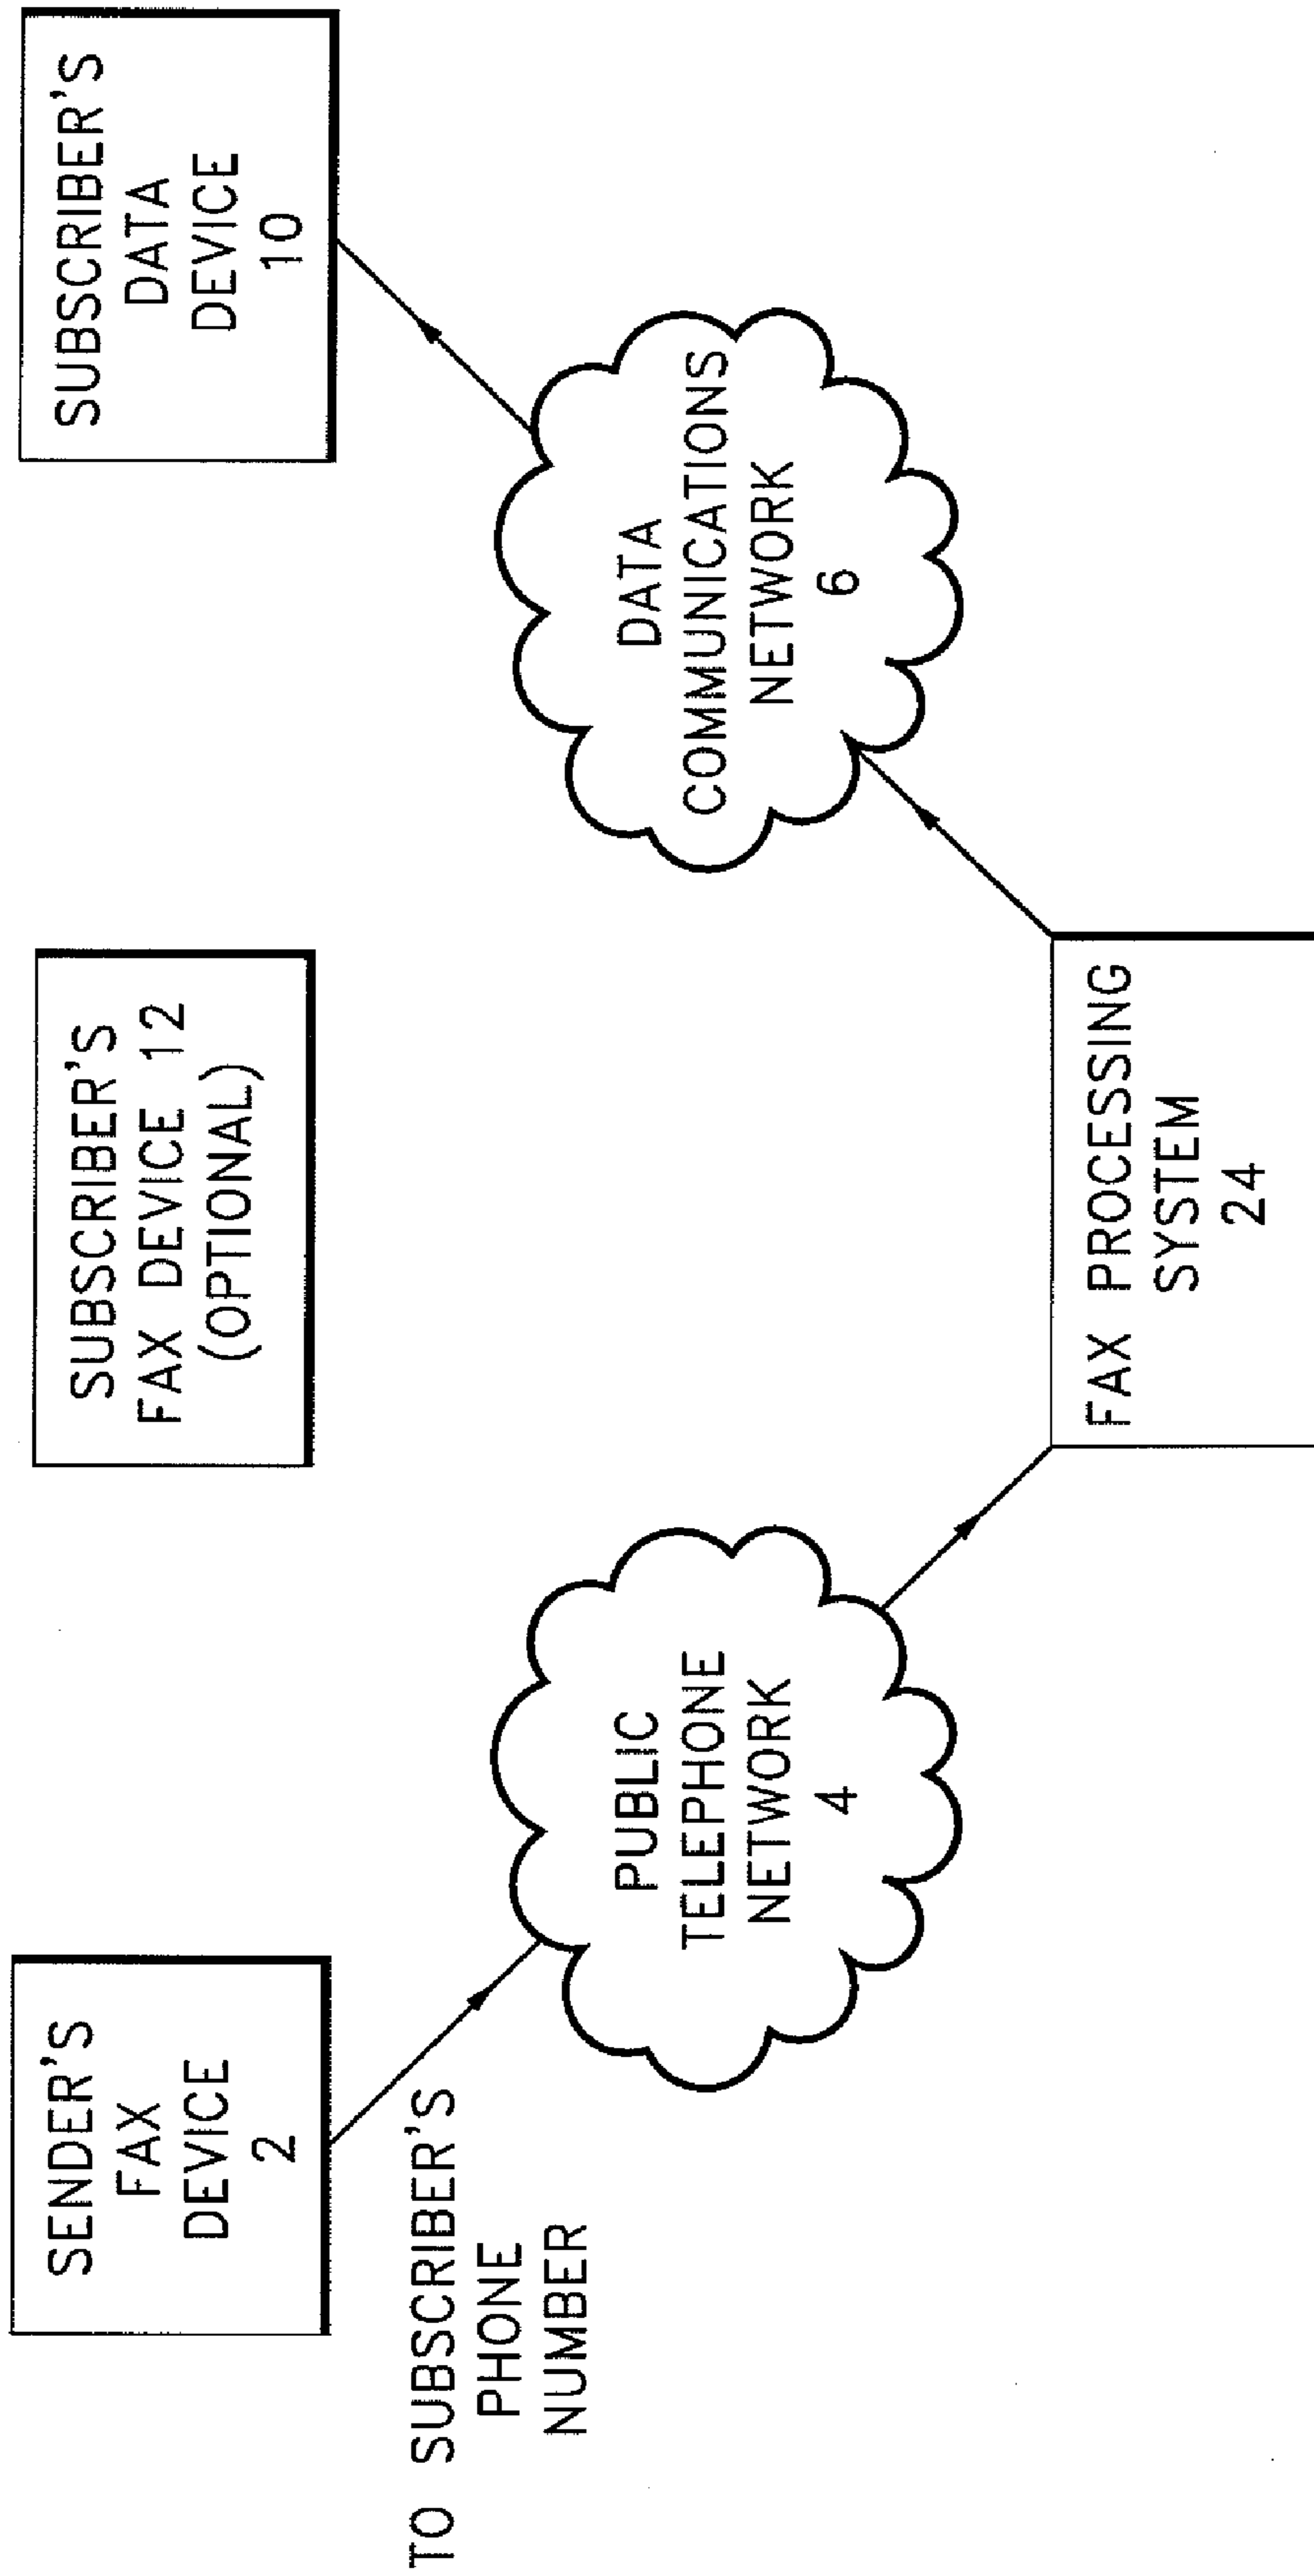 SENDER'S
FAX
DEVICE
2
TO SUBSCRIBER'S
PHONE
NUMBER
PUBLIC
TELEPHONE
NETWORK
4
SUBSCRIBER'S
FAX DEVICE 12
(OPTIONAL)
FAX PROCESSING
SYSTEM
24
DATA
COMMUNICATIONS
NETWORK
6
SUBSCRIBER'S
DATA
DEVICE
10